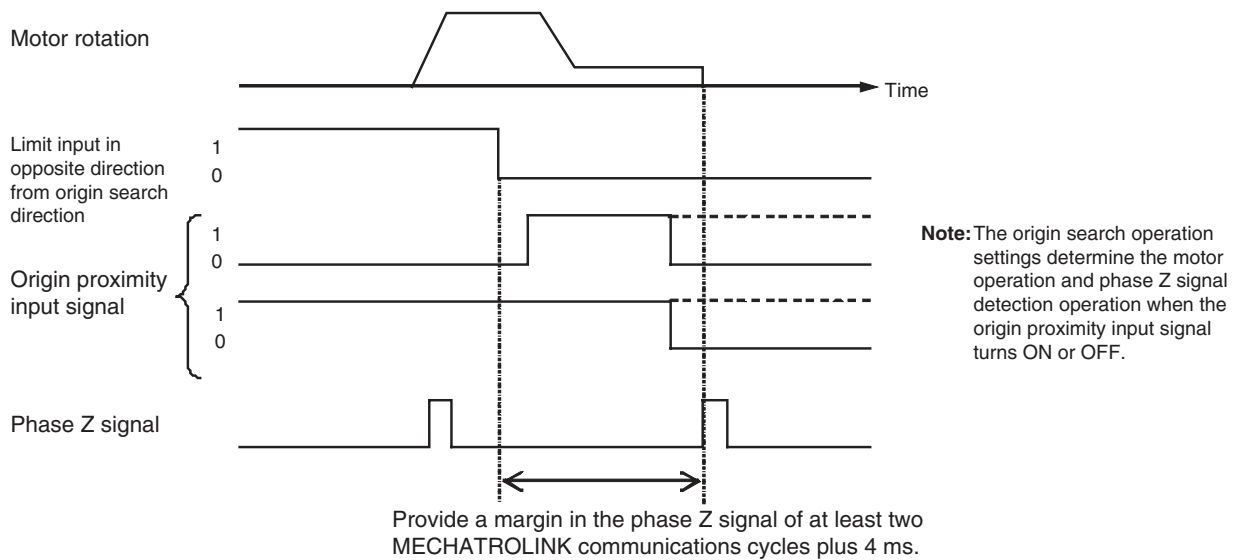 Motor rotation
Time
Limit input in
opposite direction
from origin search
direction
1
0
Origin proximity
input signal
1
0
1
0
Note: The origin search operation
settings determine the motor
operation and phase Z signal
detection operation when the
origin proximity input signal
turns ON or OFF.
Phase Z signal
Provide a margin in the phase Z signal of at least two
MECHATROLINK communications cycles plus 4 ms.